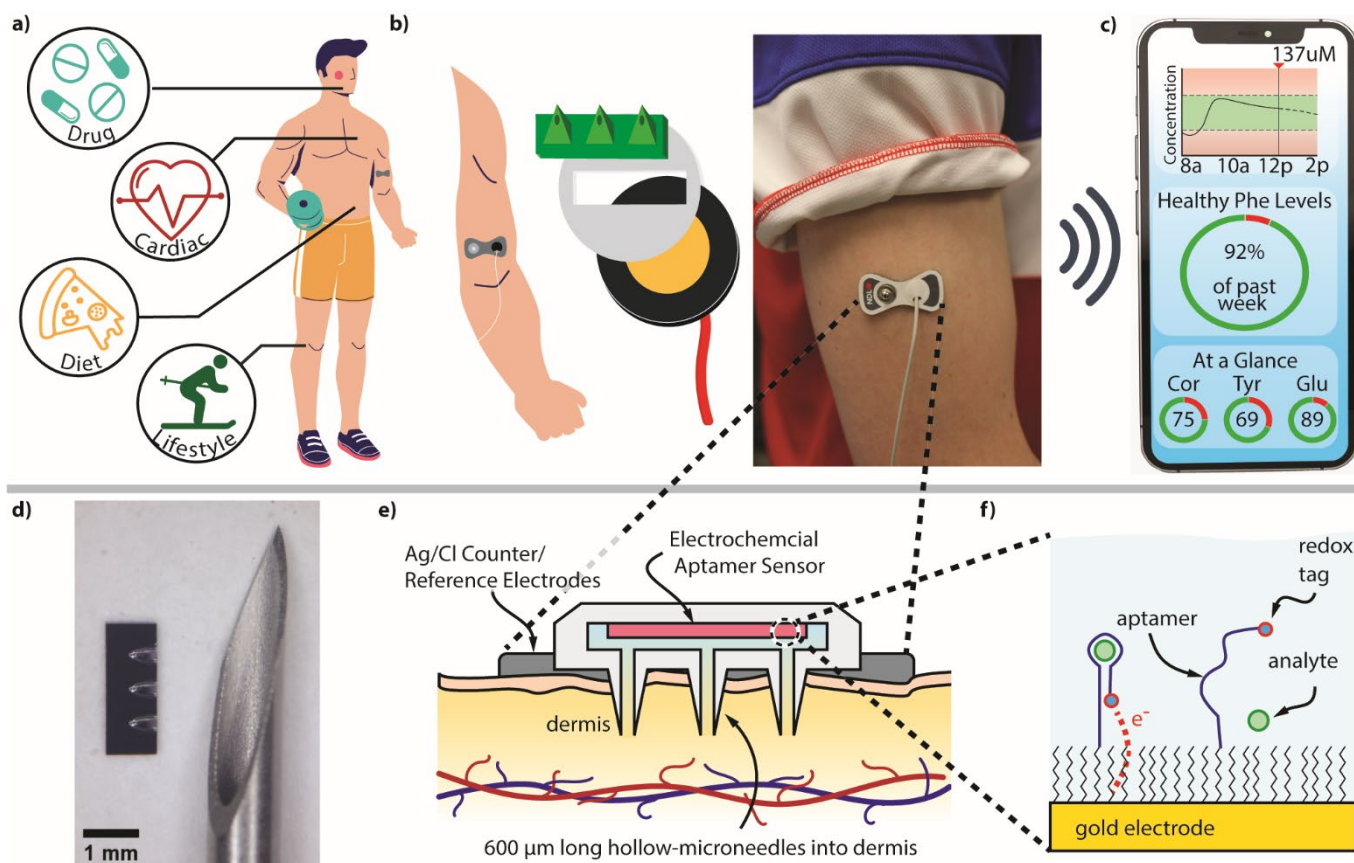 a)
Drug
Cardiac
Diet
Lifestyle
b)
NDL
c)
137uM
Concentration
8a 10a 12p 2p
Healthy Phe Levels
92%
of past
week
At a Glance
Cor Tyr Glu
75 69 89
d)
1 mm
e)
Ag/Cl Counter/
Reference Electrodes
Electrochemcial
Aptamer Sensor
dermis
600 μm long hollow-microneedles into dermis
f)
redox
tag
aptamer
analyte
e⁻
gold electrode